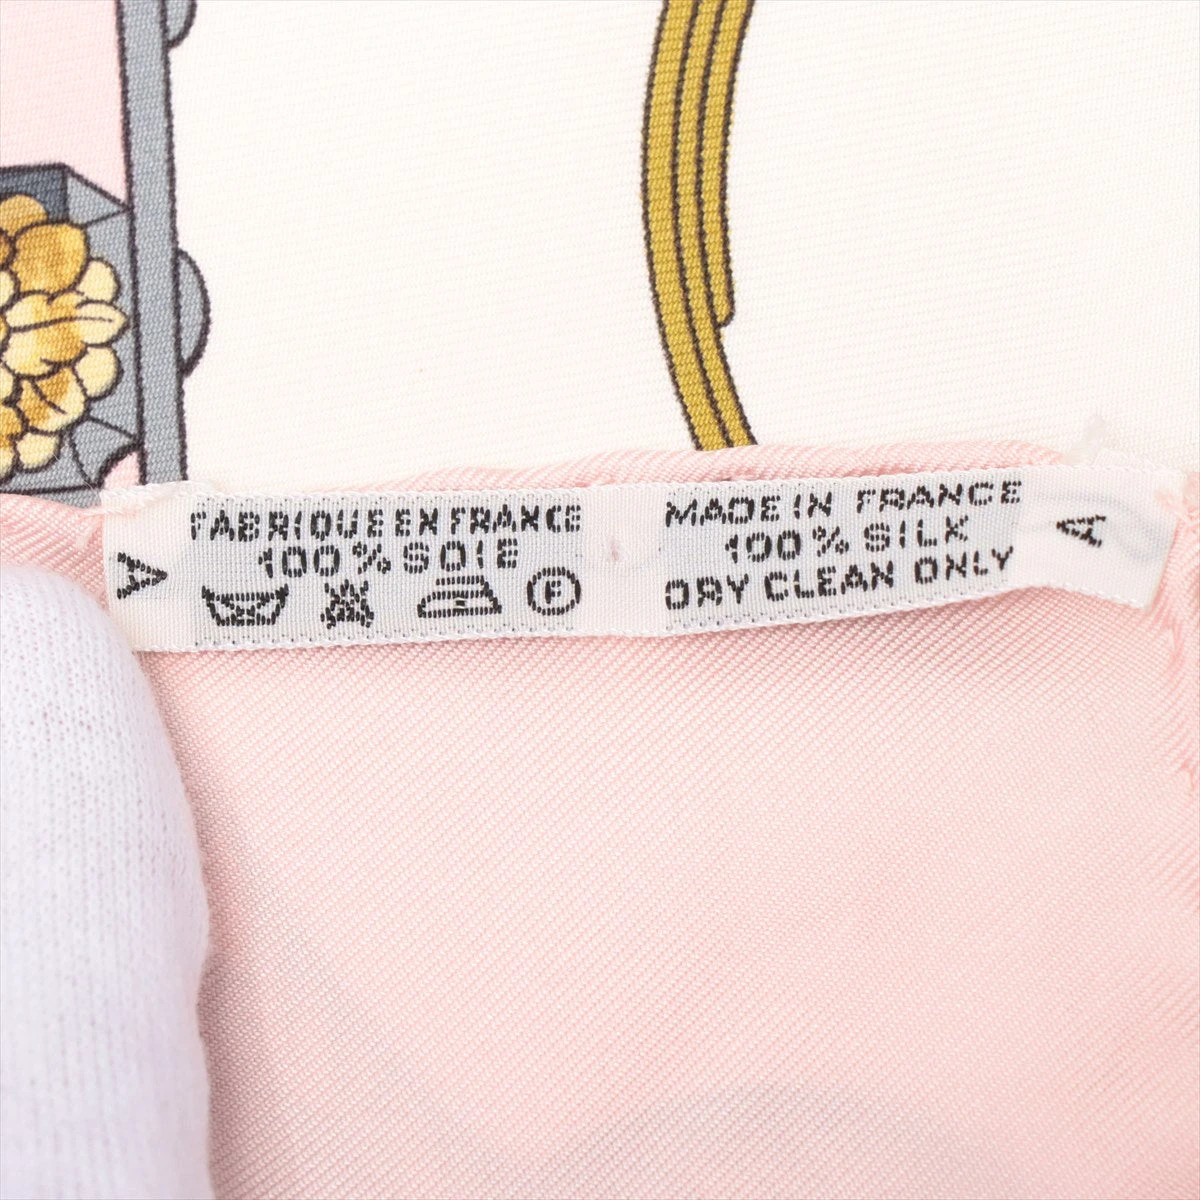 FABRIQUE EN FRANCE
100% SOIE
F
A
MADE IN FRANCE
100% SILK
DRY CLEAN ONLY
A